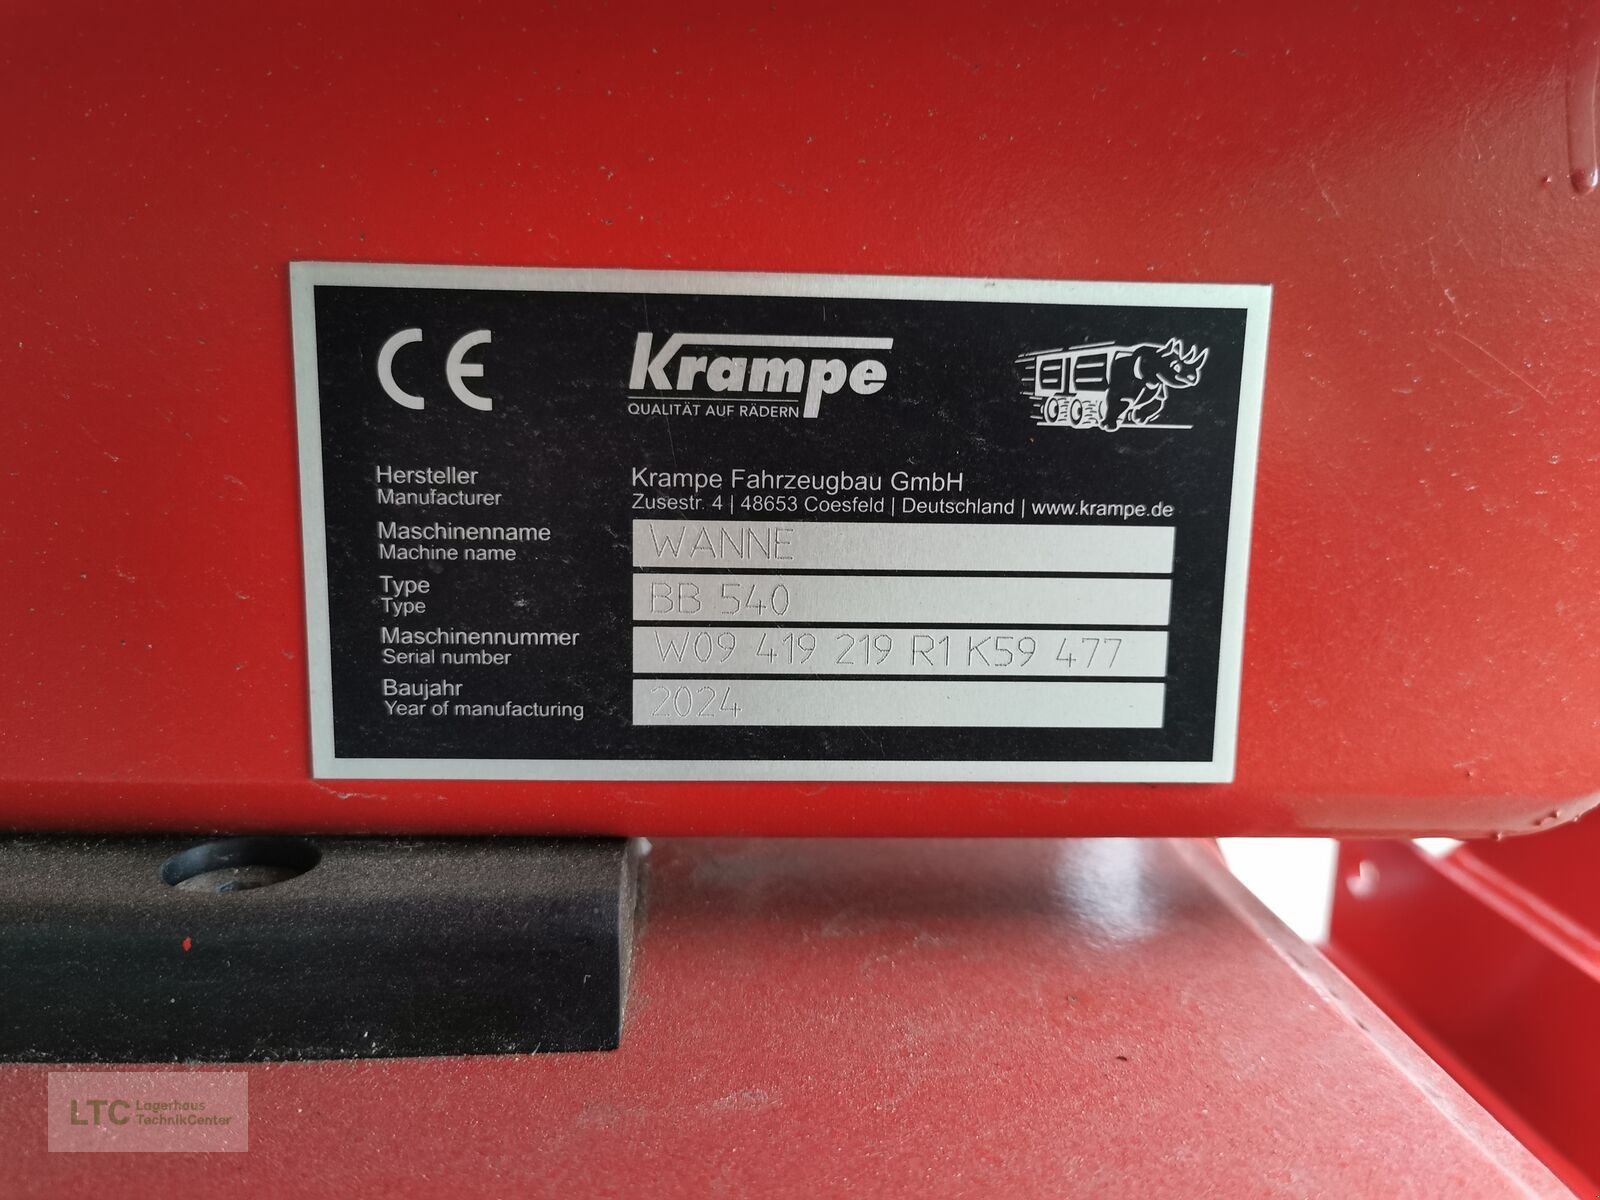 CE
Krampe
QUALITÄT AUF RÄDERN
Hersteller
Manufacturer
Krampe Fahrzeugbau GmbH
Zusestr. 4 | 48653 Coesfeld | Deutschland | www.krampe.de
Maschinenname
Machine name
WANNE
Type
Type
BB 540
Maschinennummer
Serial number
W09 419 219 R1 K59 477
Baujahr
Year of manufacturing
2024
LTC Lagerhaus
TechnikCenter